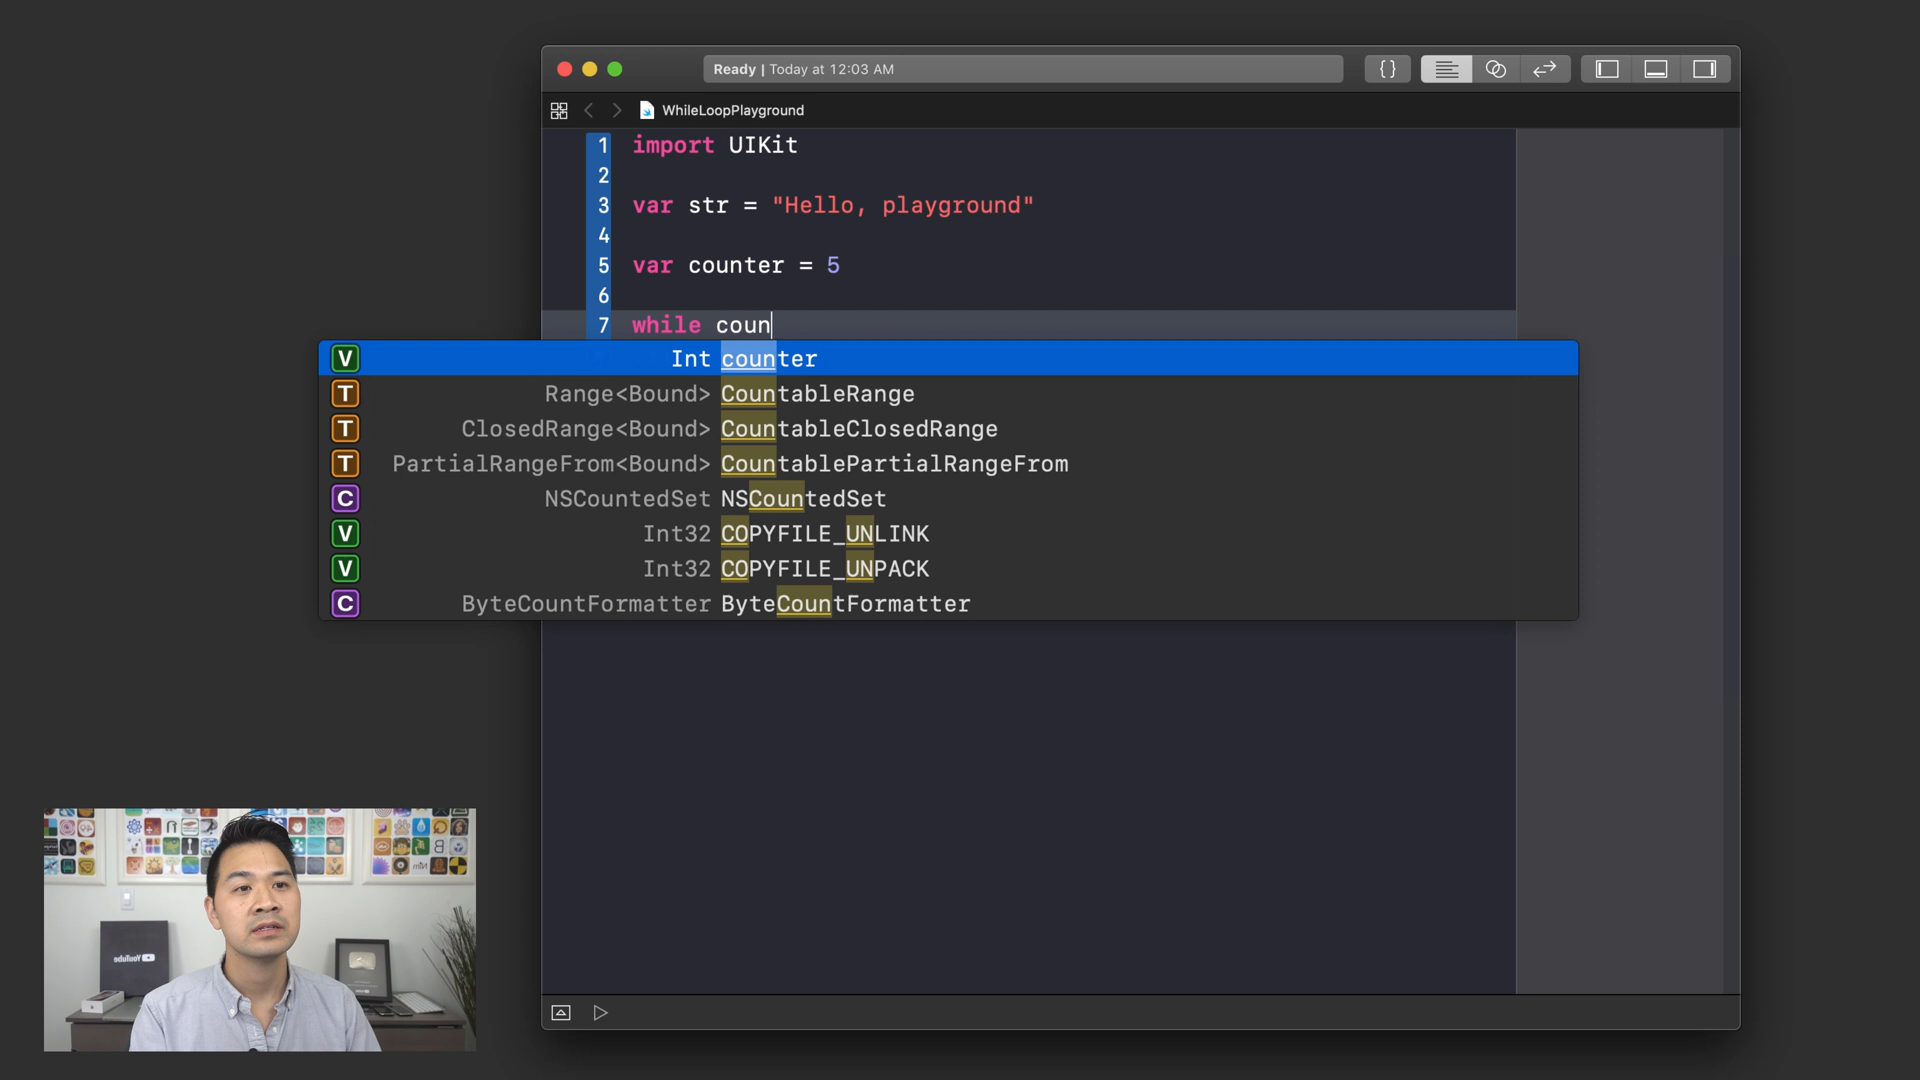 Ready | Today at 12:03 AM
{}
WhileLoopPlayground
1 import UIKit
2
3 var str = "Hello, playground"
4
5 var counter = 5
6
7 while coun
V Int counter
T Range<Bound> CountableRange
T ClosedRange<Bound> CountableClosedRange
T PartialRangeFrom<Bound> CountablePartialRangeFrom
C NSCountedSet NSCountedSet
V Int32 COPYFILE_UNLINK
V Int32 COPYFILE_UNPACK
C ByteCountFormatter ByteCountFormatter
YouTube